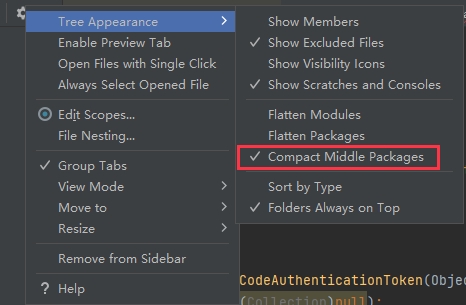 Tree Appearance
Enable Preview Tab
Open Files with Single Click
Always Select Opened File
Edit Scopes...
File Nesting...
Group Tabs
View Mode
Move to
Resize
Remove from Sidebar
? Help
Show Members
Show Excluded Files
Show Visibility Icons
Show Scratches and Consoles
Flatten Modules
Flatten Packages
Compact Middle Packages
Sort by Type
Folders Always on Top
CodeAuthenticationToken(Objec
(Collection)null);